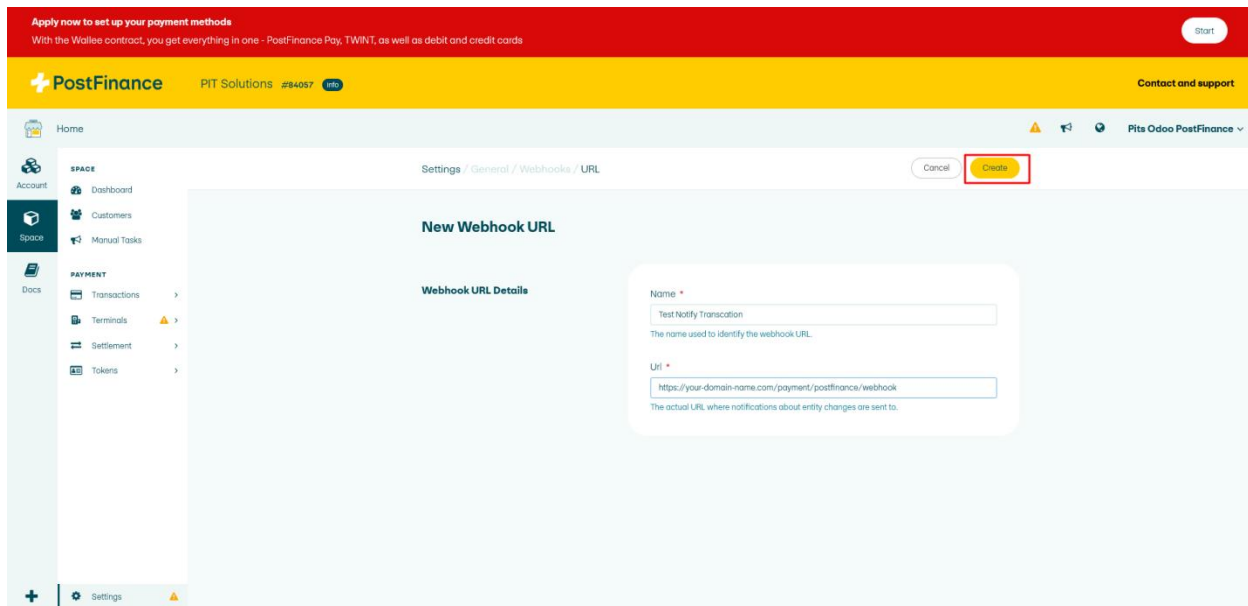 Apply now to set up your payment methods
With the Wallee contract, you get everything in one - PostFinance Pay, TWINT, as well as debit and credit cards
Start
PostFinance
PIT Solutions #84057 Info
Contact and support
Home
Pits Odoo PostFinance
Account
Space
Docs
SPACE
Dashboard
Customers
Manual Tasks
PAYMENT
Transactions
Terminals
Settlement
Tokens
Settings
Settings / General / Webhooks / URL
Cancel
Create
New Webhook URL
Webhook URL Details
Name *
Test Notify Transcation
The name used to identify the webhook URL.
Url *
https://your-domain-name.com/payment/postfinance/webhook
The actual URL where notifications about entity changes are sent to.